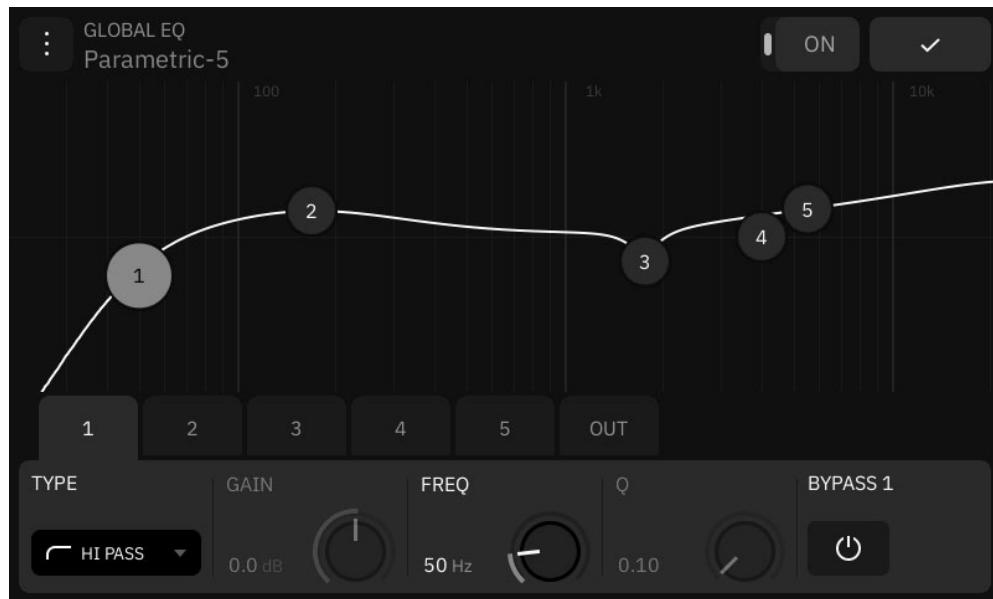 GLOBAL EQ
Parametric-5
ON
100 1k 10k
1 2 3 4 5
1 2 3 4 5 OUT
TYPE GAIN FREQ Q BYPASS 1
HI PASS 0.0 dB 50 Hz 0.10